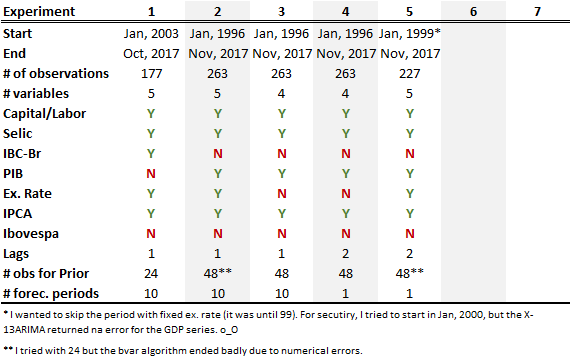 Experiment 1 2 3 4 5 6 7
Start Jan, 2003 Jan, 1996 Jan, 1996 Jan, 1996 Jan, 1999*
End Oct, 2017 Nov, 2017 Nov, 2017 Nov, 2017 Nov, 2017
# of observations 177 263 263 263 227
# variables 5 5 4 4 5
Capital/Labor Y Y Y Y Y
Selic Y Y Y Y Y
IBC-Br Y N N N N
PIB N Y Y Y Y
Ex. Rate Y Y N N Y
IPCA Y Y Y Y Y
Ibovespa N N N N N
Lags 1 1 1 2 2
# obs for Prior 24 48** 48 48 48**
# forec. periods 10 10 10 1 1
* I wanted to skip the period with fixed ex. rate (it was until 99). For secutiry, I tried to start in Jan, 2000, but the X-
13ARIMA returned na error for the GDP series. o_O
** I tried with 24 but the bvar algorithm ended badly due to numerical errors.